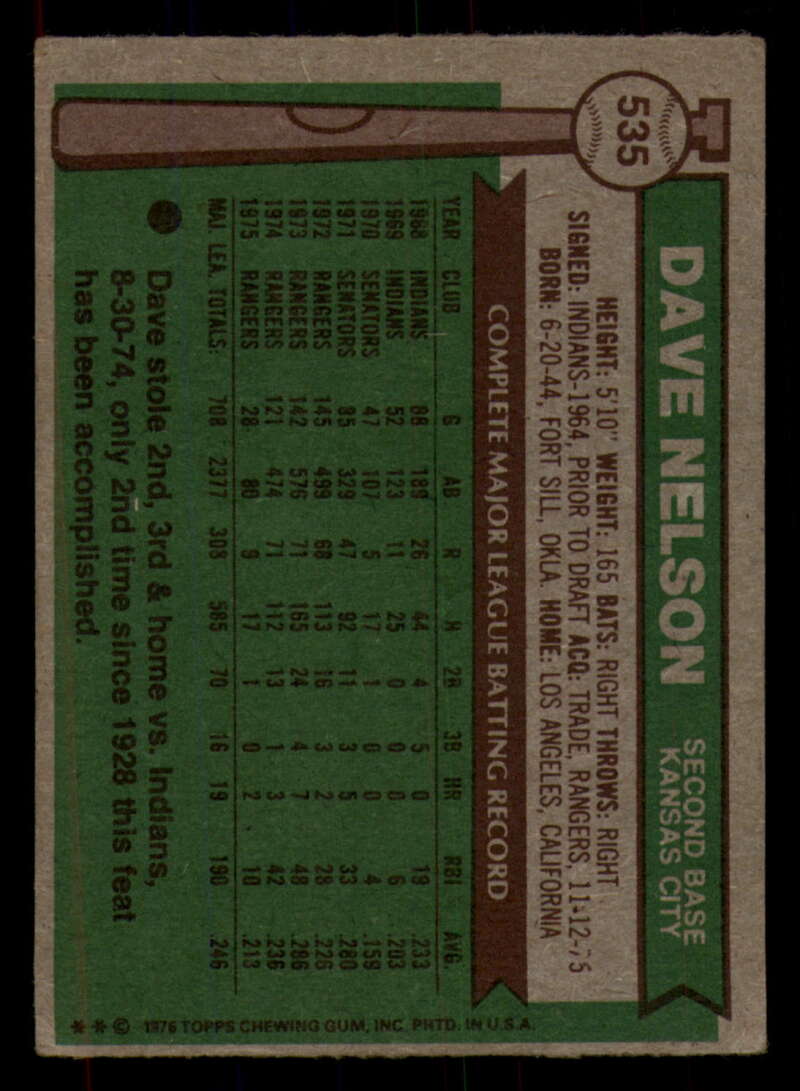 535
DAVE NELSON
SECOND BASE
KANSAS CITY
HEIGHT: 5'10" WEIGHT: 165 BATS: RIGHT THROWS: RIGHT
SIGNED: INDIANS-1964, PRIOR TO DRAFT ACQ: TRADE, RANGERS, 11-12-75
BORN: 6-20-44, FORT SILL, OKLA. HOME: LOS ANGELES, CALIFORNIA
COMPLETE MAJOR LEAGUE BATTING RECORD
YEAR CLUB G AB R H 2B 3B HR RBI AVG.
1968 INDIANS 88 189 26 44 4 5 0 19 .233
1969 INDIANS 52 123 11 25 0 0 0 6 .203
1970 SENATORS 47 107 5 17 1 0 0 4 .159
1971 SENATORS 85 329 47 92 11 3 5 33 .280
1972 RANGERS 145 499 68 113 16 3 2 28 .226
1973 RANGERS 142 576 71 165 24 4 7 48 .286
1974 RANGERS 121 474 71 112 13 1 3 42 .236
1975 RANGERS 28 80 9 17 1 0 2 10 .213
MAJ. LEA. TOTALS: 708 2377 308 585 70 16 19 190 .246
Dave stole 2nd, 3rd & home vs. Indians,
8-30-74, only 2nd time since 1928 this feat
has been accomplished.
* * © 1976 TOPPS CHEWING GUM, INC. PRTD. IN U.S.A.